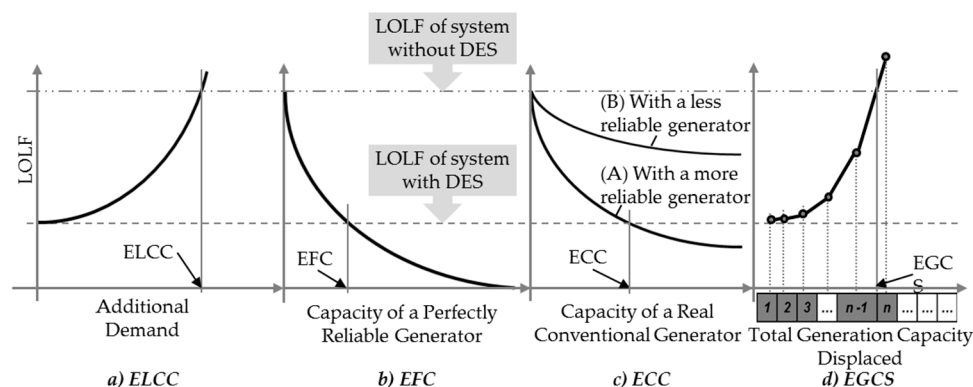 LOLF of system
without DES
LOLF of system
with DES
(B) With a less
reliable generator
(A) With a more
reliable generator
LOLF
ELCC
EFC
ECC
EGC
S
1 2 3 ... n -1 n ... ... ...
Additional
Demand
Capacity of a Perfectly
Reliable Generator
Capacity of a Real
Conventional Generator
Total Generation Capacity
Displaced
a) ELCC
b) EFC
c) ECC
d) EGCS